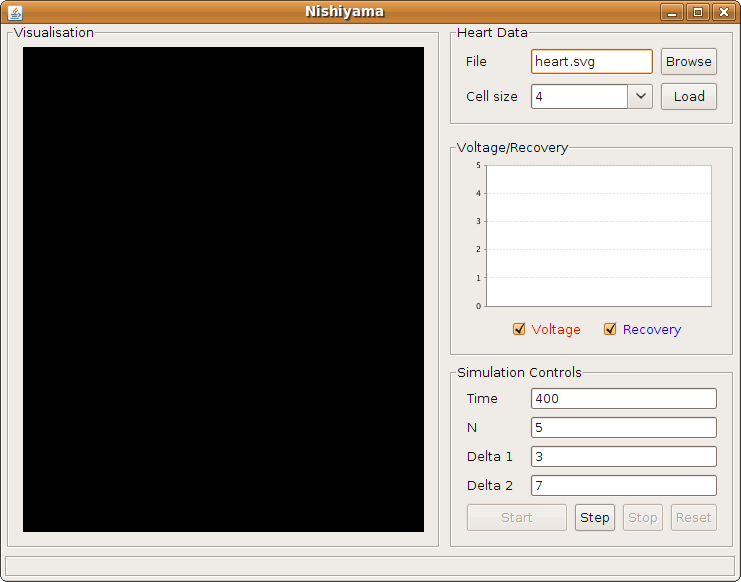 Nishiyama
Visualisation
Heart Data
File heart.svg Browse
Cell size 4 Load
Voltage/Recovery
5
4
3
2
1
0
Voltage Recovery
Simulation Controls
Time 400
N 5
Delta 1 3
Delta 2 7
Start Step Stop Reset